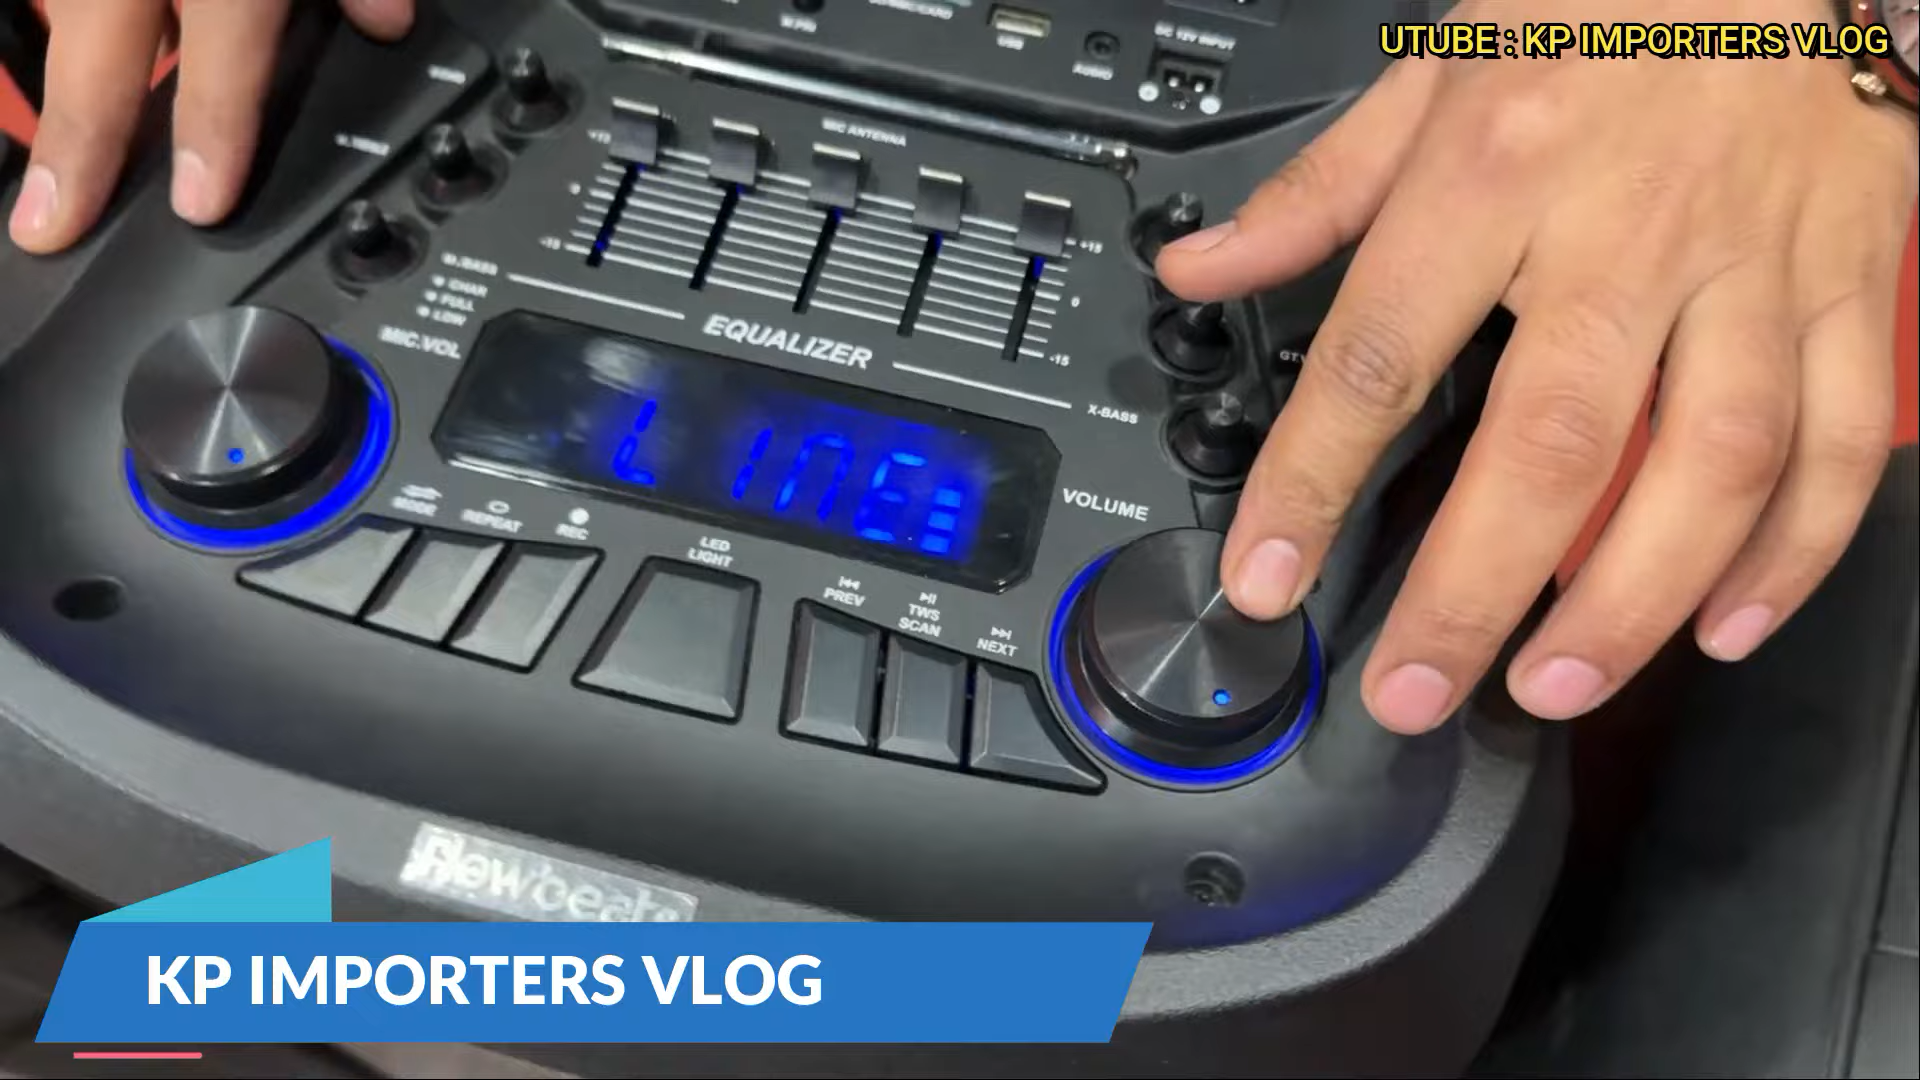 UTUBE : KP IMPORTERS VLOG
USB
AUDIO
DC 12V INPUT
MIC ANTENNA
+15
0
-15
+15
0
-15
M.BASS
CHAR
FULL
LOW
MIC.VOL
EQUALIZER
X-BASS
LINE
VOLUME
MODE
REPEAT
REC
LED
LIGHT
PREV
TWS
SCAN
NEXT
Flowbeats
KP IMPORTERS VLOG